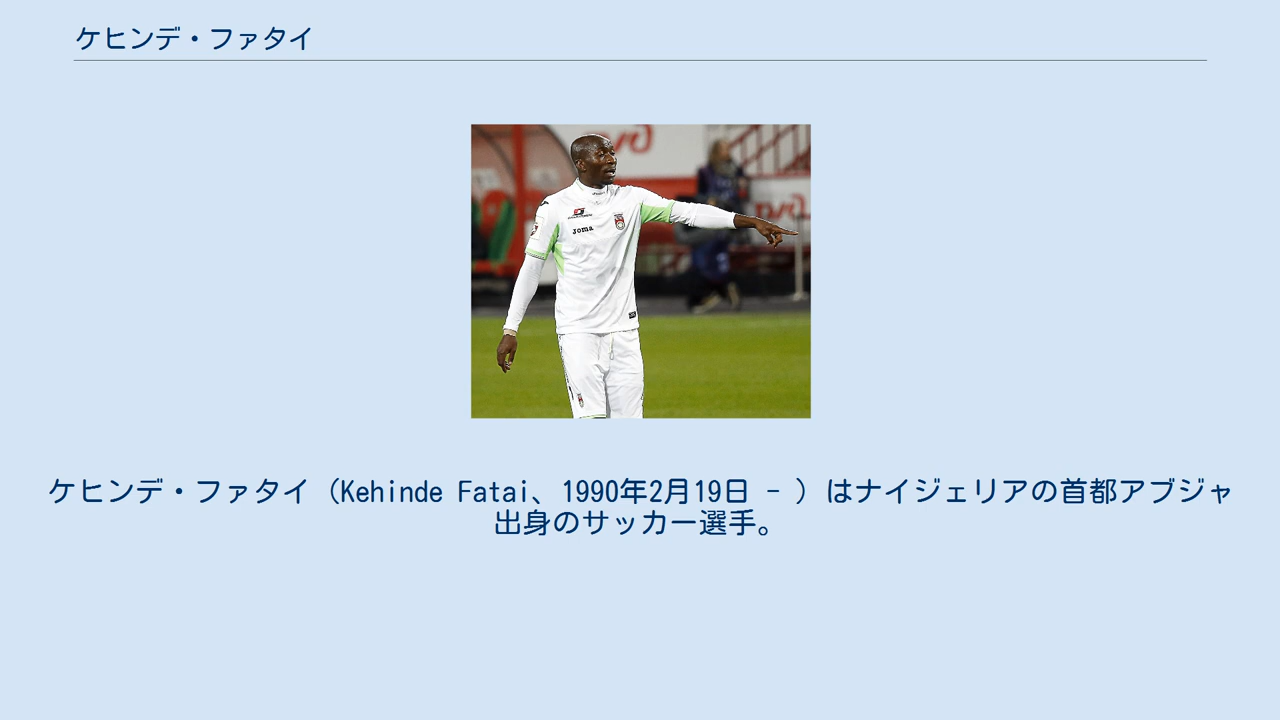 ケヒンデ・ファタイ
joma
ケヒンデ・ファタイ（Kehinde Fatai、1990年2月19日 - ）はナイジェリアの首都アブジャ
出身のサッカー選手。